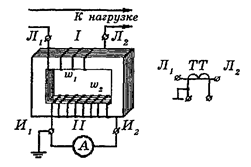 К нагрузке
Л₁ I Л₂
w₁
w₂
И₁ II И₂
А
Л₁ ТТ Л₂